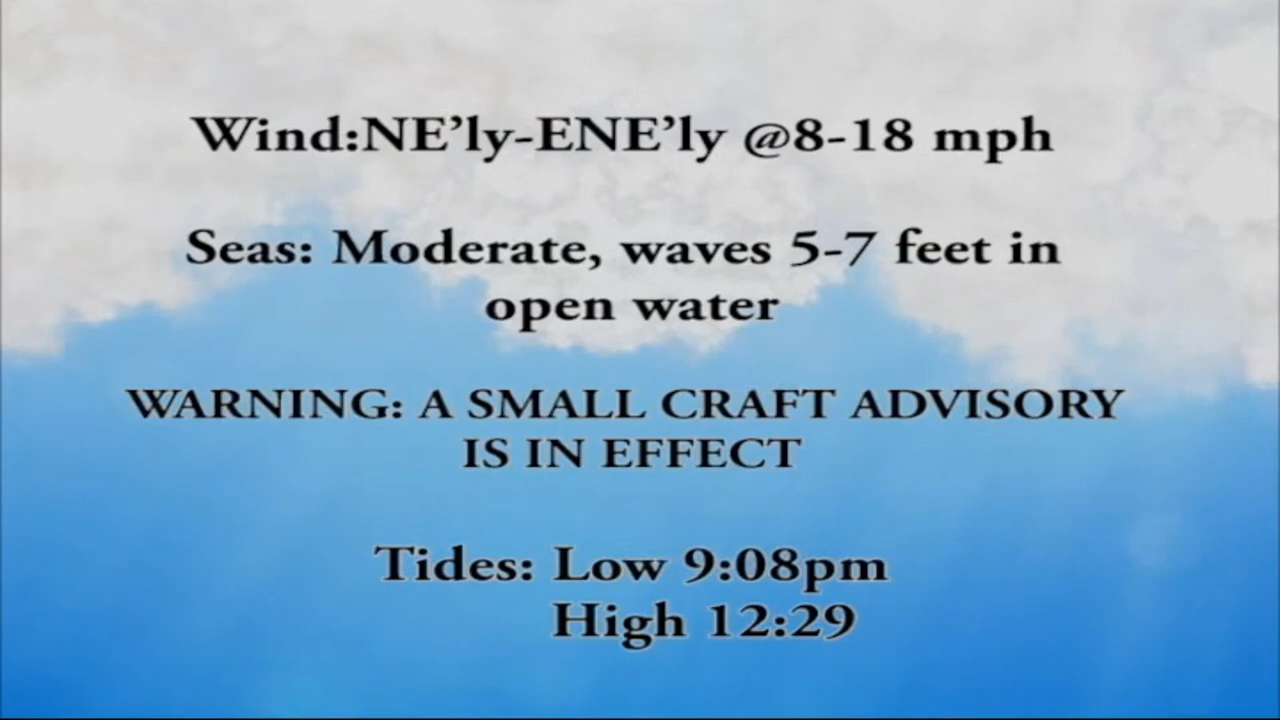 Wind:NE’ly-ENE’ly @8-18 mph
Seas: Moderate, waves 5-7 feet in
open water
WARNING: A SMALL CRAFT ADVISORY
IS IN EFFECT
Tides: Low 9:08pm
High 12:29